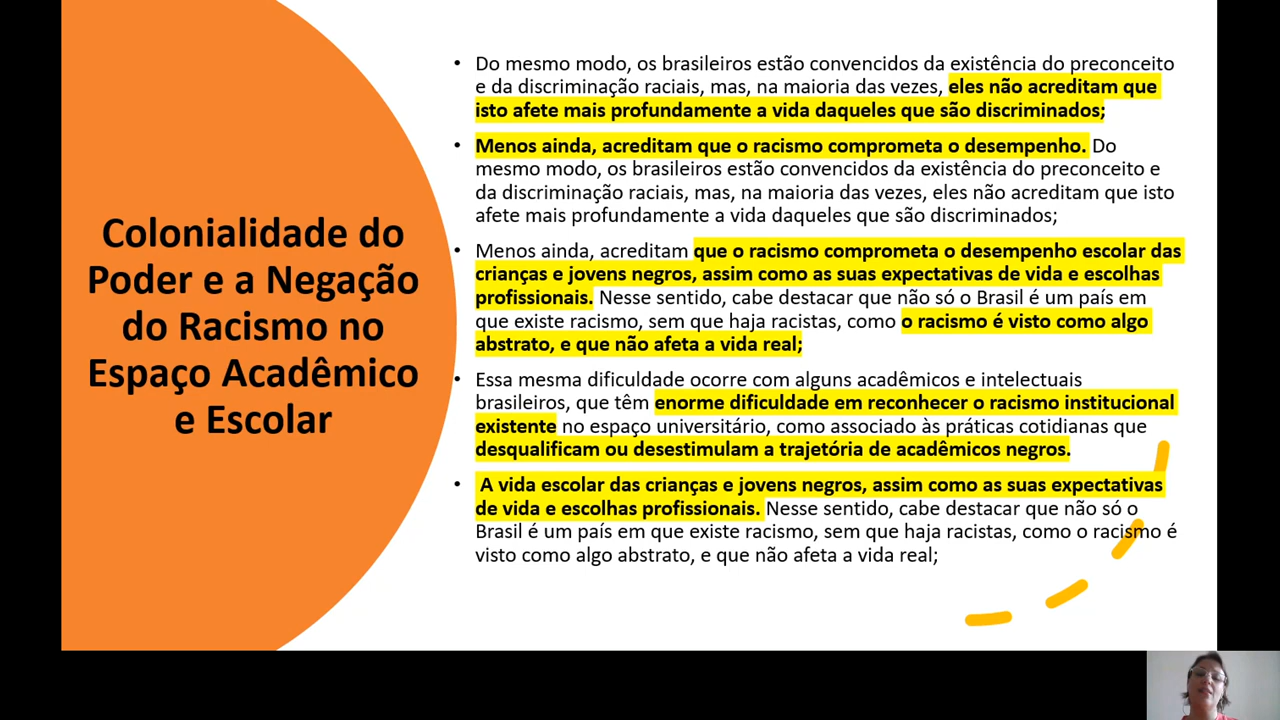 Colonialidade do
Poder e a Negação
do Racismo no
Espaço Acadêmico
e Escolar
• Do mesmo modo, os brasileiros estão convencidos da existência do preconceito
e da discriminação raciais, mas, na maioria das vezes, eles não acreditam que
isto afete mais profundamente a vida daqueles que são discriminados;
• Menos ainda, acreditam que o racismo comprometa o desempenho. Do
mesmo modo, os brasileiros estão convencidos da existência do preconceito e
da discriminação raciais, mas, na maioria das vezes, eles não acreditam que isto
afete mais profundamente a vida daqueles que são discriminados;
• Menos ainda, acreditam que o racismo comprometa o desempenho escolar das
crianças e jovens negros, assim como as suas expectativas de vida e escolhas
profissionais. Nesse sentido, cabe destacar que não só o Brasil é um país em
que existe racismo, sem que haja racistas, como o racismo é visto como algo
abstrato, e que não afeta a vida real;
• Essa mesma dificuldade ocorre com alguns acadêmicos e intelectuais
brasileiros, que têm enorme dificuldade em reconhecer o racismo institucional
existente no espaço universitário, como associado às práticas cotidianas que
desqualificam ou desestimulam a trajetória de acadêmicos negros.
• A vida escolar das crianças e jovens negros, assim como as suas expectativas
de vida e escolhas profissionais. Nesse sentido, cabe destacar que não só o
Brasil é um país em que existe racismo, sem que haja racistas, como o racismo é
visto como algo abstrato, e que não afeta a vida real;